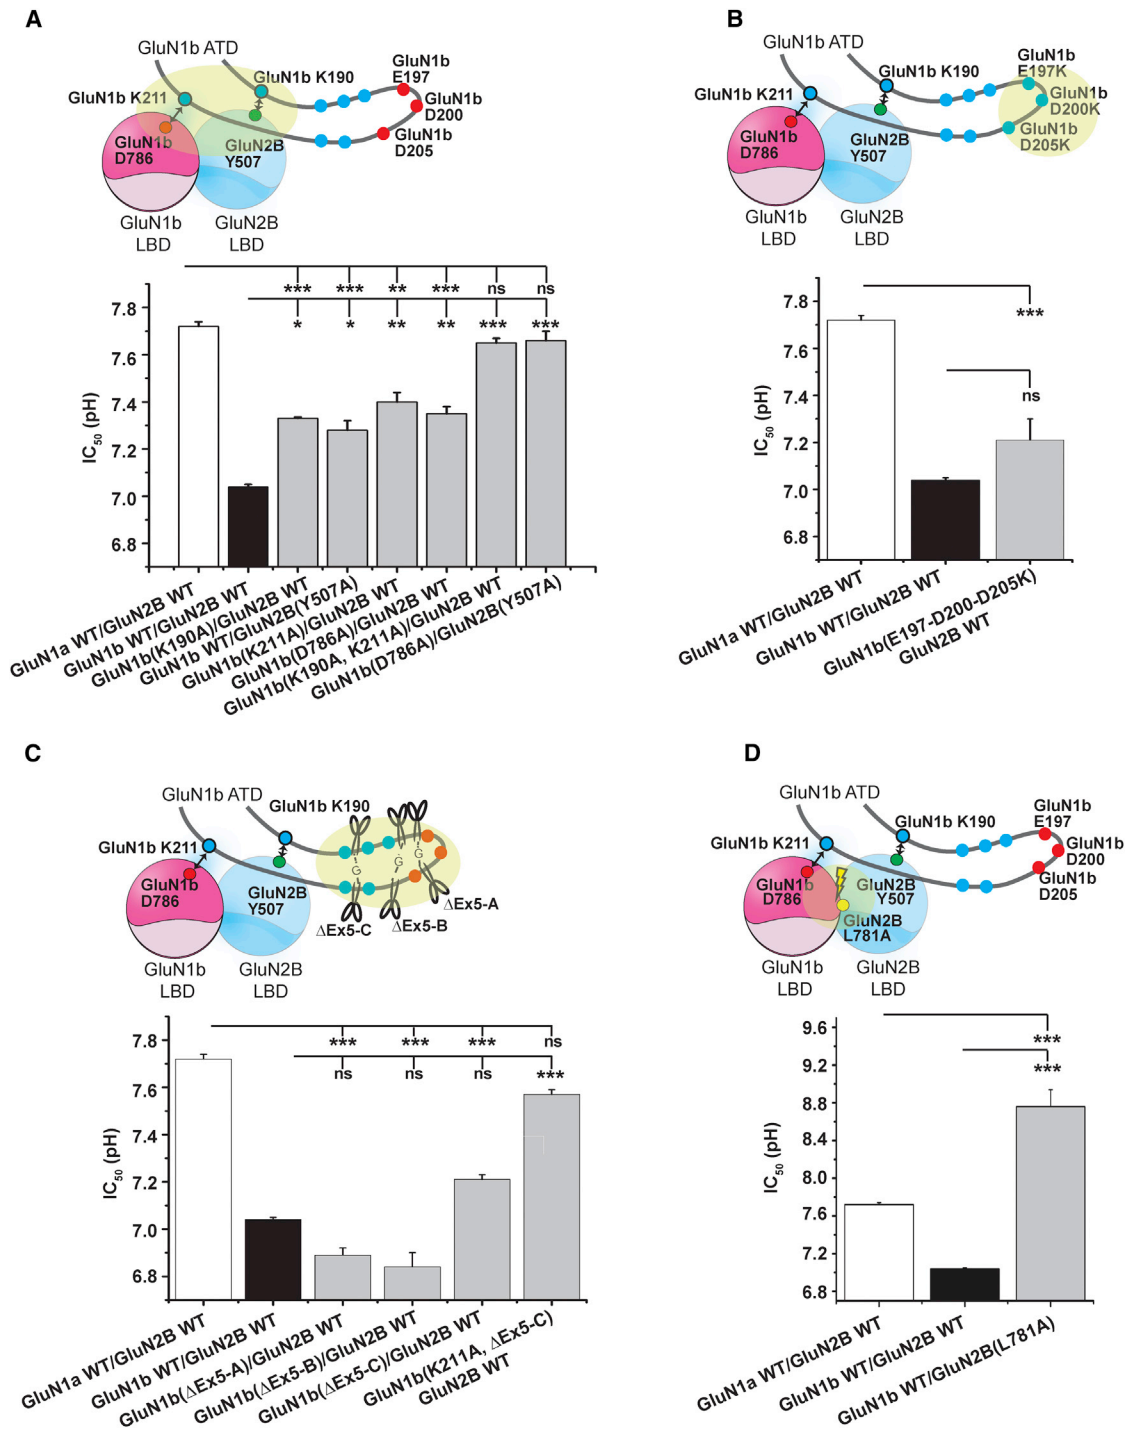 A
GluN1b ATD
GluN1b K190
GluN1b
E197
GluN1b K211
GluN1b
D200
GluN1b
D786
GluN2B
Y507
GluN1b
D205
GluN1b
LBD
GluN2B
LBD
*** *** ** *** ns ns
* * ** ** *** ***
IC50 (pH)
7.8
7.6
7.4
7.2
7.0
6.8
GluN1a WT/GluN2B WT
GluN1b WT/GluN2B WT
GluN1b(K190A)/GluN2B WT
GluN1b WT/GluN2B(Y507A)
GluN1b(K211A)/GluN2B WT
GluN1b(D786A)/GluN2B WT
GluN1b(K190A, K211A)/GluN2B WT
GluN1b(D786A)/GluN2B(Y507A)
B
GluN1b ATD
GluN1b K190
GluN1b
E197K
GluN1b K211
GluN1b
D200K
GluN1b
D786
GluN2B
Y507
GluN1b
D205K
GluN1b
LBD
GluN2B
LBD
***
ns
IC50 (pH)
7.8
7.6
7.4
7.2
7.0
6.8
GluN1a WT/GluN2B WT
GluN1b WT/GluN2B WT
GluN1b(E197-D200-D205K)
GluN2B WT
C
GluN1b ATD
GluN1b K190
GluN1b K211
G
G
G
GluN1b
D786
GluN2B
Y507
ΔEx5-A
ΔEx5-B
ΔEx5-C
GluN1b
LBD
GluN2B
LBD
*** *** *** ns
ns ns ns ***
IC50 (pH)
7.8
7.6
7.4
7.2
7.0
6.8
GluN1a WT/GluN2B WT
GluN1b WT/GluN2B WT
GluN1b(ΔEx5-A)/GluN2B WT
GluN1b(ΔEx5-B)/GluN2B WT
GluN1b(ΔEx5-C)/GluN2B WT
GluN1b(K211A, ΔEx5-C)
GluN2B WT
D
GluN1b ATD
GluN1b K190
GluN1b
E197
GluN1b K211
GluN1b
D200
GluN1b
D786
GluN2B
Y507
GluN1b
D205
GluN2B
L781A
GluN1b
LBD
GluN2B
LBD
***
***
IC50 (pH)
9.6
9.2
8.8
8.4
8.0
7.6
7.2
6.8
GluN1a WT/GluN2B WT
GluN1b WT/GluN2B WT
GluN1b WT/GluN2B(L781A)